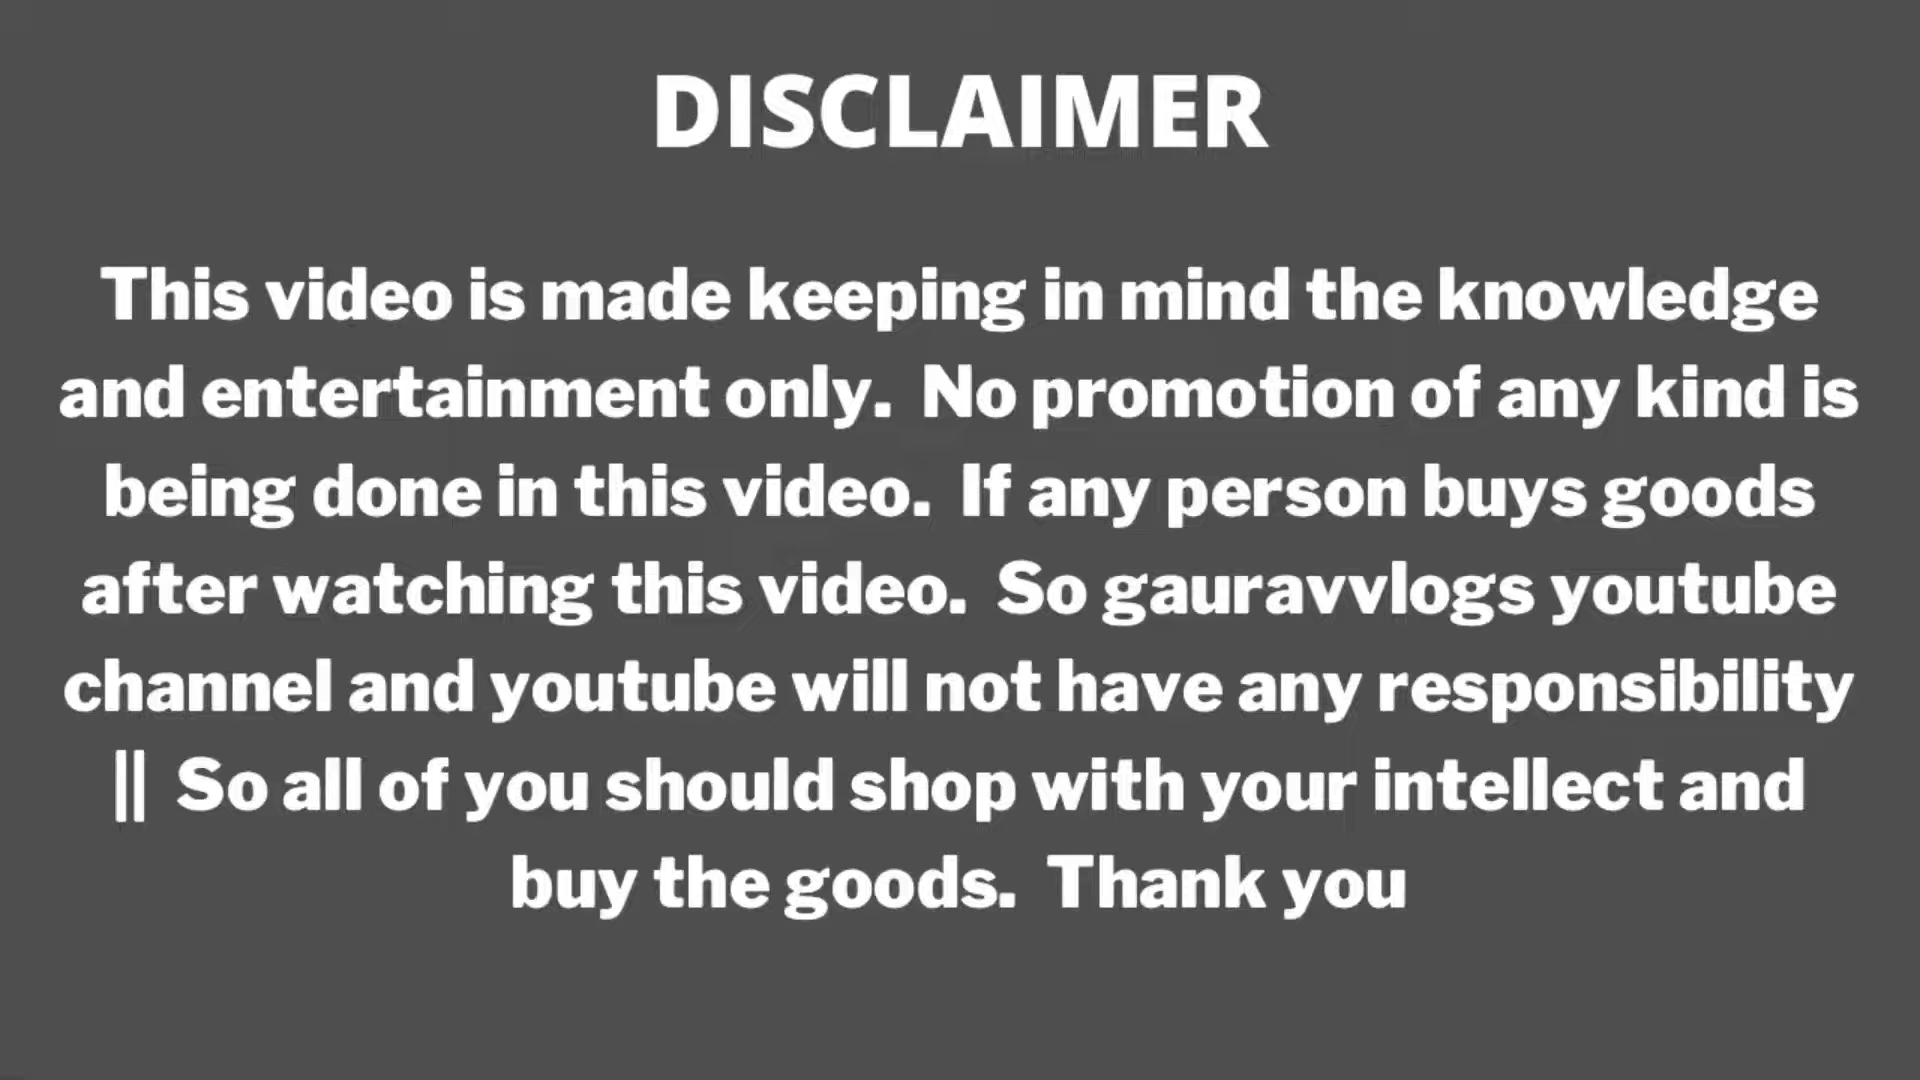 DISCLAIMER
This video is made keeping in mind the knowledge
and entertainment only.  No promotion of any kind is
being done in this video.  If any person buys goods
after watching this video.  So gauravvlogs youtube
channel and youtube will not have any responsibility
||  So all of you should shop with your intellect and
buy the goods.  Thank you